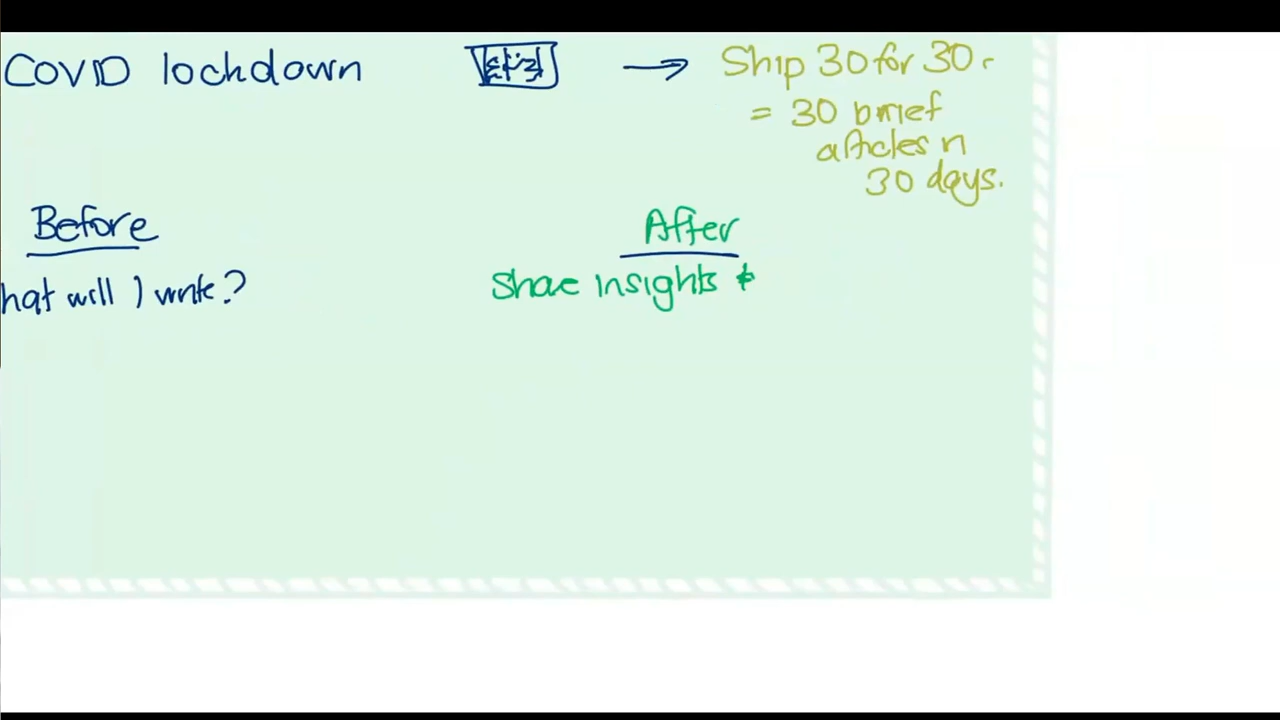 COVID lockdown → Ship 30 for 30.
= 30 brief
articles in
30 days.
Before After
hat will I write?
Share insights +